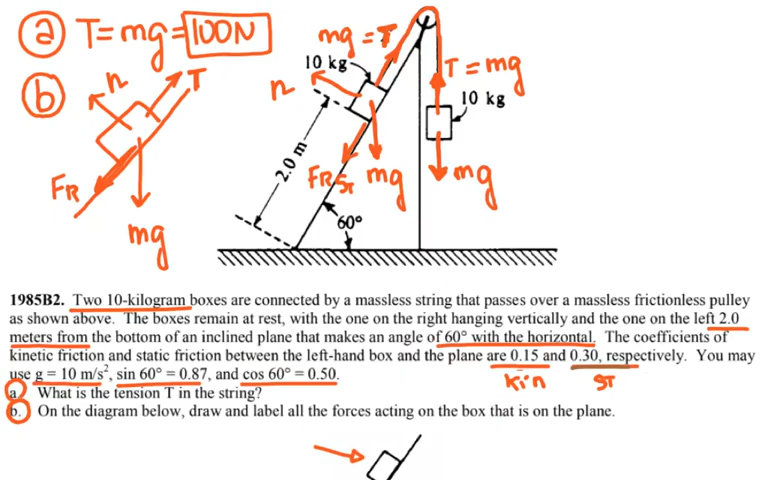 ⓐ T=mg=100N
ⓑ
n
T
FR
mg
mg=T
10 kg
n
T=mg
10 kg
2.0 m
FR ST
mg
mg
60°
1985B2. Two 10-kilogram boxes are connected by a massless string that passes over a massless frictionless pulley
as shown above. The boxes remain at rest, with the one on the right hanging vertically and the one on the left 2.0
meters from the bottom of an inclined plane that makes an angle of 60° with the horizontal. The coefficients of
kinetic friction and static friction between the left-hand box and the plane are 0.15 and 0.30, respectively. You may
use g = 10 m/s², sin 60° = 0.87, and cos 60° = 0.50.
kin
ST
a. What is the tension T in the string?
b. On the diagram below, draw and label all the forces acting on the box that is on the plane.